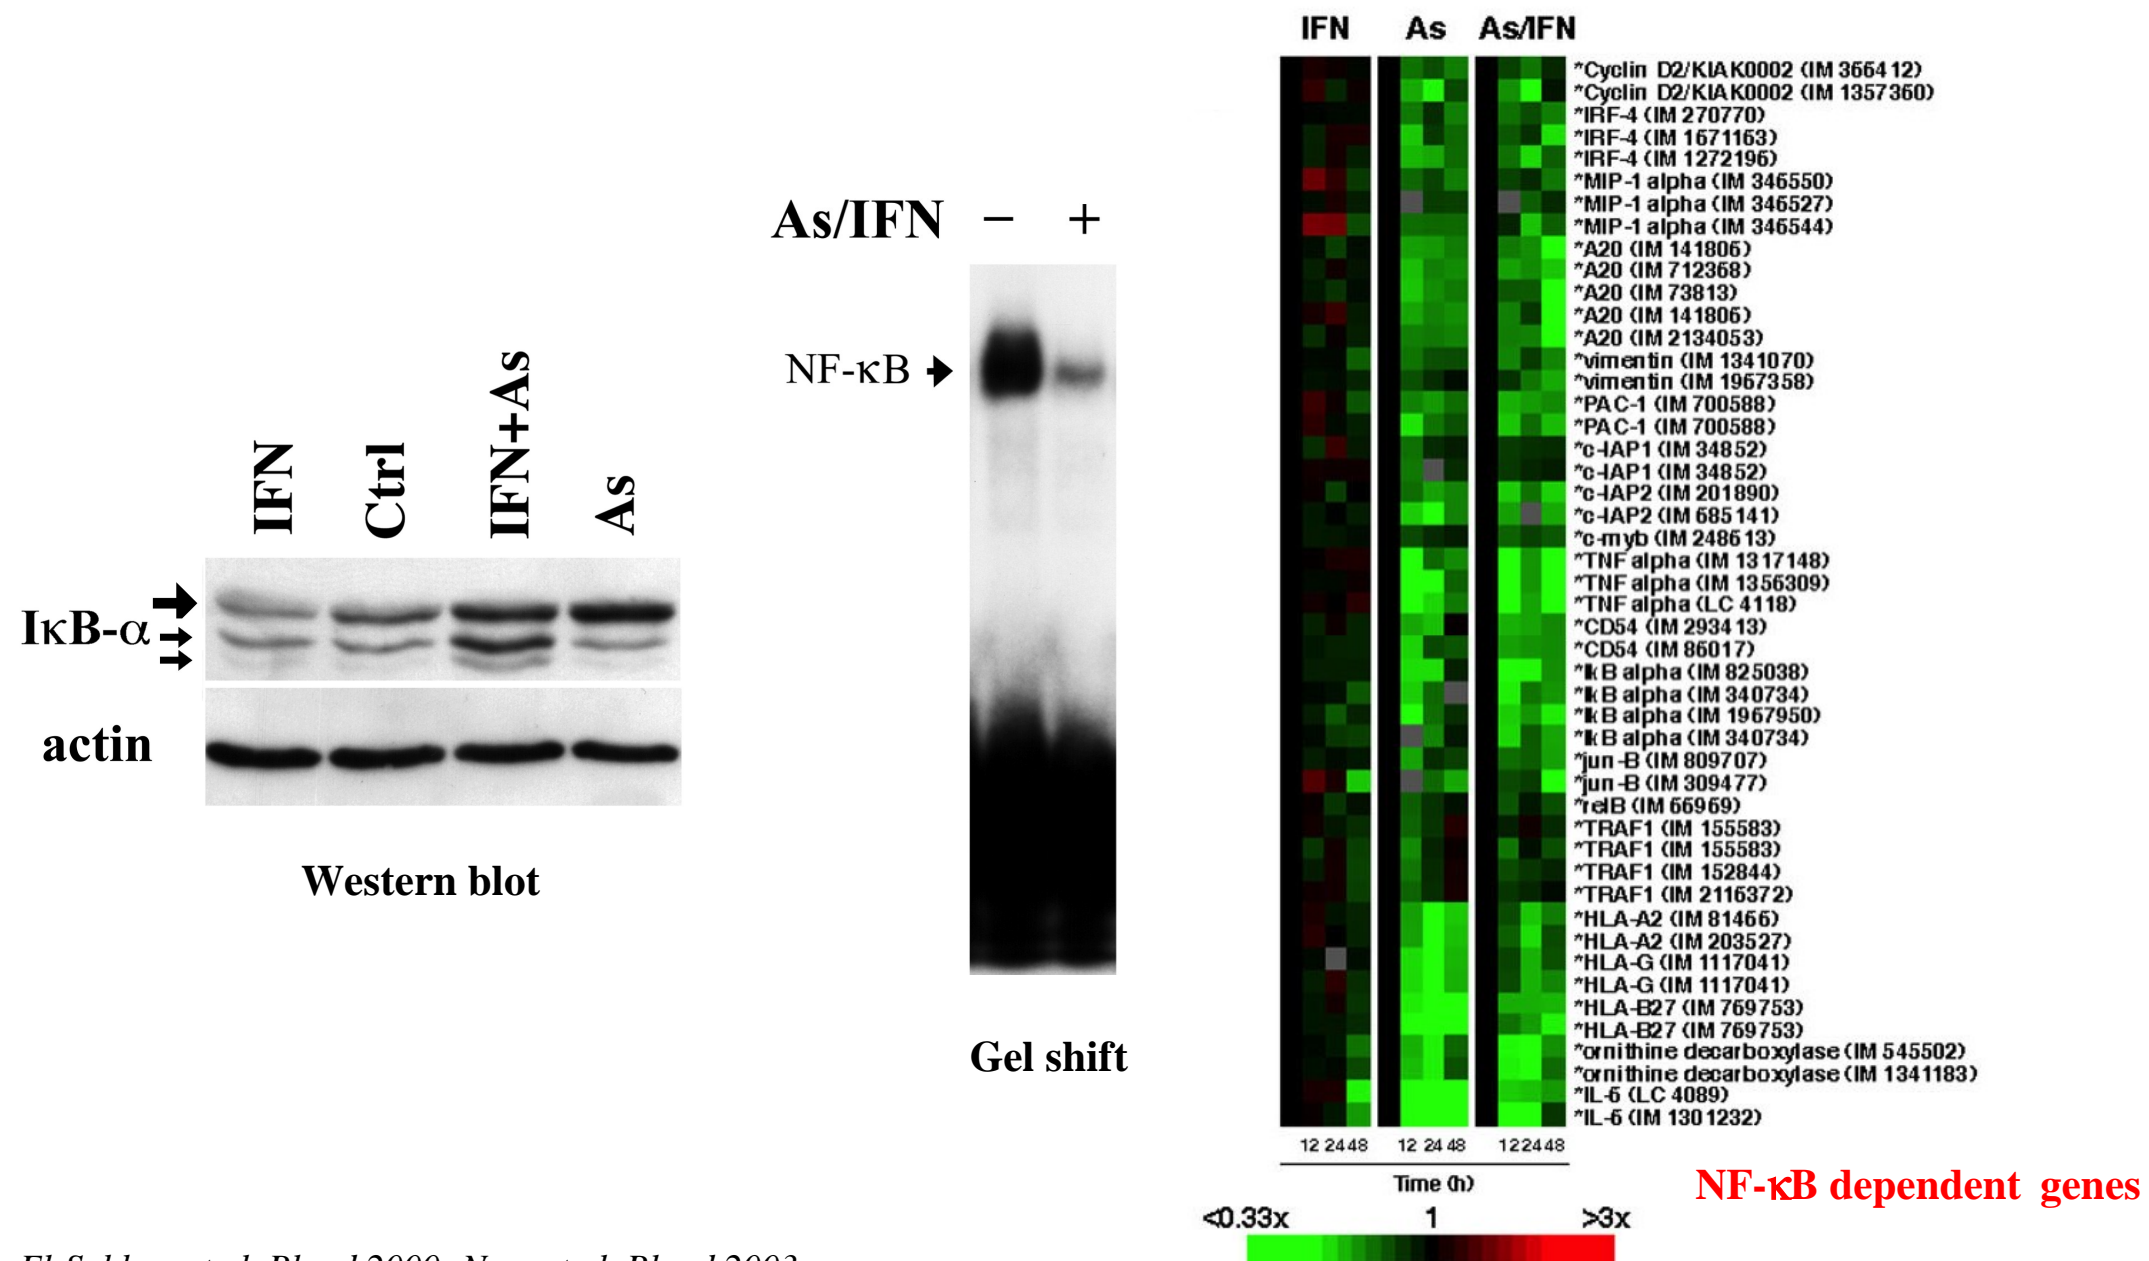 IFN
Ctrl
IFN+As
As
IκB-α
actin
Western blot
As/IFN − +
NF-κB
Gel shift
IFN As As/IFN
*Cyclin D2/KIAK0002 (IM 366412)
*Cyclin D2/KIAK0002 (IM 1357360)
*IRF-4 (IM 270770)
*IRF-4 (IM 1671163)
*IRF-4 (IM 1272196)
*MIP-1 alpha (IM 346550)
*MIP-1 alpha (IM 346527)
*MIP-1 alpha (IM 346544)
*A20 (IM 141806)
*A20 (IM 712368)
*A20 (IM 73813)
*A20 (IM 141806)
*A20 (IM 2134053)
*vimentin (IM 1341070)
*vimentin (IM 1967358)
*PAC-1 (IM 700588)
*PAC-1 (IM 700588)
*c-IAP1 (IM 34852)
*c-IAP1 (IM 34852)
*c-IAP2 (IM 201890)
*c-IAP2 (IM 685141)
*c-myb (IM 248613)
*TNF alpha (IM 1317148)
*TNF alpha (IM 1356309)
*TNF alpha (LC 4118)
*CD54 (IM 293413)
*CD54 (IM 86017)
*IkB alpha (IM 825038)
*IkB alpha (IM 340734)
*IkB alpha (IM 1967950)
*IkB alpha (IM 340734)
*jun-B (IM 809707)
*jun-B (IM 309477)
*relB (IM 66969)
*TRAF1 (IM 155583)
*TRAF1 (IM 155583)
*TRAF1 (IM 152844)
*TRAF1 (IM 2116372)
*HLA-A2 (IM 81466)
*HLA-A2 (IM 203527)
*HLA-G (IM 1117041)
*HLA-G (IM 1117041)
*HLA-B27 (IM 769753)
*HLA-B27 (IM 769753)
*ornithine decarboxylase (IM 545502)
*ornithine decarboxylase (IM 1341183)
*IL-6 (LC 4089)
*IL-6 (IM 1301232)
12 24 48 12 24 48 12 24 48
Time (h)
NF-κB dependent genes
<0.33x 1 >3x
Blood 2000; Blood 2003